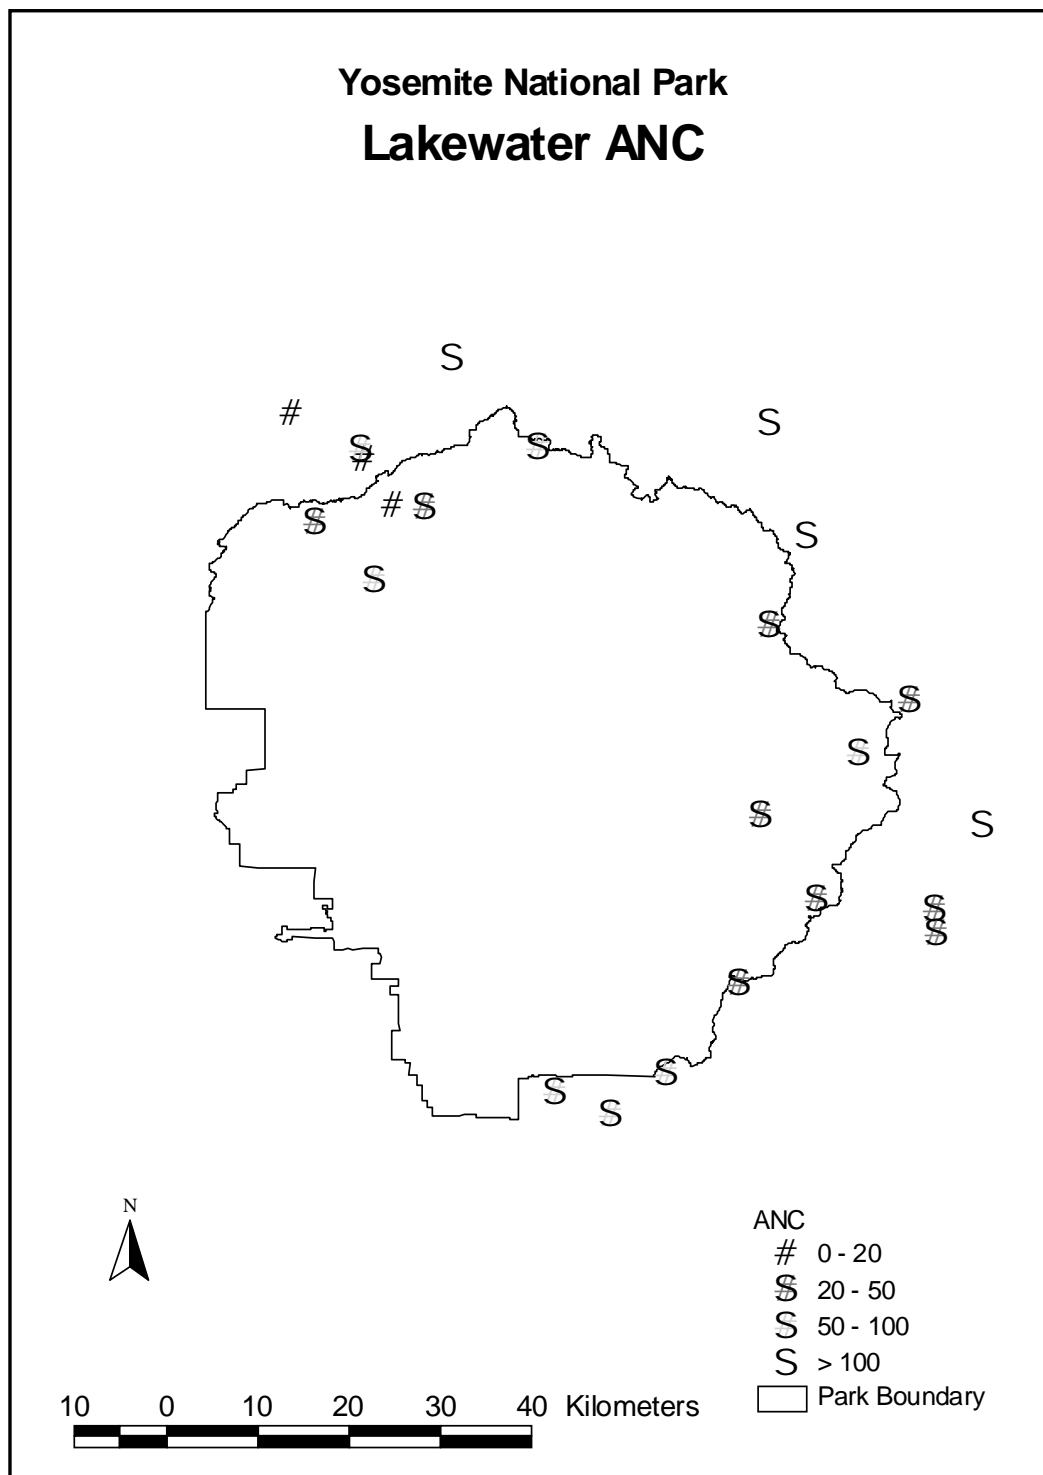 Yosemite National Park
Lakewater ANC
N
ANC
# 0 - 20
S 20 - 50
S 50 - 100
S > 100
Park Boundary
10 0 10 20 30 40 Kilometers